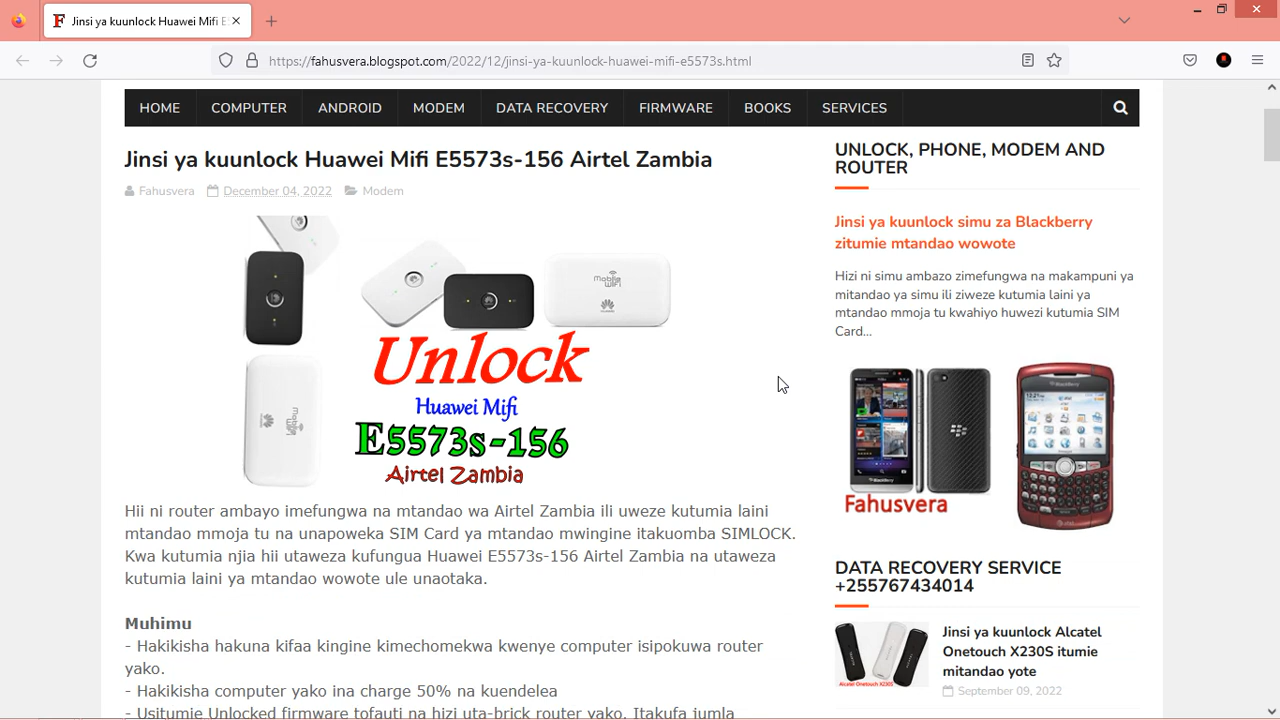 Jinsi ya kuunlock Huawei Mifi E5
https://fahusvera.blogspot.com/2022/12/jinsi-ya-kuunlock-huawei-mifi-e5573s.html
HOME COMPUTER ANDROID MODEM DATA RECOVERY FIRMWARE BOOKS SERVICES
Jinsi ya kuunlock Huawei Mifi E5573s-156 Airtel Zambia
Fahusvera December 04, 2022 Modem
Unlock
Huawei Mifi
E5573s-156
Airtel Zambia
Hii ni router ambayo imefungwa na mtandao wa Airtel Zambia ili uweze kutumia laini
mtandao mmoja tu na unapoweka SIM Card ya mtandao mwingine itakuomba SIMLOCK.
Kwa kutumia njia hii utaweza kufungua Huawei E5573s-156 Airtel Zambia na utaweza
kutumia laini ya mtandao wowote ule unaotaka.
Muhimu
- Hakikisha hakuna kifaa kingine kimechomekwa kwenye computer isipokuwa router
yako.
- Hakikisha computer yako ina charge 50% na kuendelea
- Usitumie Unlocked firmware tofauti na hizi uta-brick router yako. Itakufa jumla
UNLOCK, PHONE, MODEM AND
ROUTER
Jinsi ya kuunlock simu za Blackberry
zitumie mtandao wowote
Hizi ni simu ambazo zimefungwa na makampuni ya
mitandao ya simu ili ziweze kutumia laini ya
mtandao mmoja tu kwahiyo huwezi kutumia SIM
Card...
Fahusvera
DATA RECOVERY SERVICE
+255767434014
Jinsi ya kuunlock Alcatel
Onetouch X230S itumie
mitandao yote
September 09, 2022
Alcatel Onetouch X230S